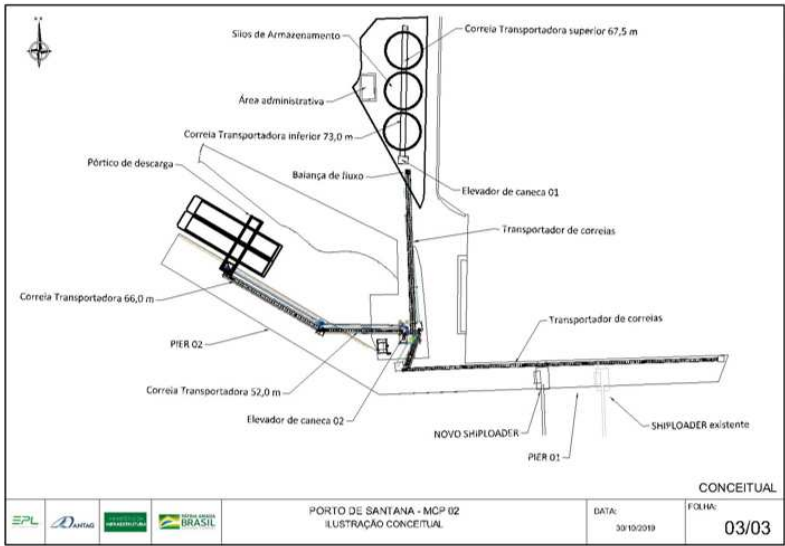 Silos de Armazenamento
Correia Transportadora superior 67,5 m
Área administrativa
Correia Transportadora inferior 73,0 m
Pórtico de descarga
Balança de fluxo
Elevador de caneca 01
Transportador de correias
Correia Transportadora 66,0 m
Transportador de correias
PIER 02
Correia Transportadora 52,0 m
Elevador de caneca 02
NOVO SHIPLOADER
SHIPLOADER existente
PIER 01
CONCEITUAL
EPL
ANTAQ
INFRAESTRUTURA
PÁTRIA AMADA
BRASIL
PORTO DE SANTANA - MCP 02
ILUSTRAÇÃO CONCEITUAL
DATA:
30/10/2019
FOLHA:
03/03